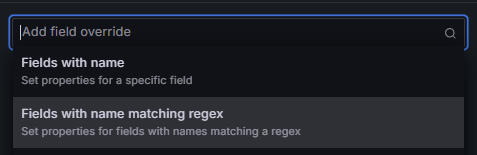 Add field override
Fields with name
Set properties for a specific field
Fields with name matching regex
Set properties for fields with names matching a regex